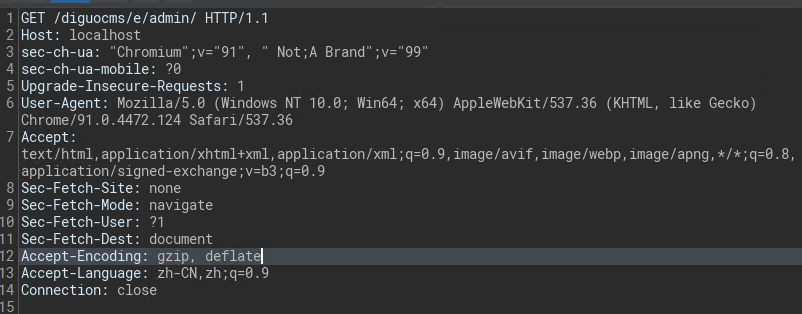 1 GET /diguocms/e/admin/ HTTP/1.1
2 Host: localhost
3 sec-ch-ua: "Chromium";v="91", " Not;A Brand";v="99"
4 sec-ch-ua-mobile: ?0
5 Upgrade-Insecure-Requests: 1
6 User-Agent: Mozilla/5.0 (Windows NT 10.0; Win64; x64) AppleWebKit/537.36 (KHTML, like Gecko)
Chrome/91.0.4472.124 Safari/537.36
7 Accept:
text/html,application/xhtml+xml,application/xml;q=0.9,image/avif,image/webp,image/apng,*/*;q=0.8,
application/signed-exchange;v=b3;q=0.9
8 Sec-Fetch-Site: none
9 Sec-Fetch-Mode: navigate
10 Sec-Fetch-User: ?1
11 Sec-Fetch-Dest: document
12 Accept-Encoding: gzip, deflate
13 Accept-Language: zh-CN,zh;q=0.9
14 Connection: close
15